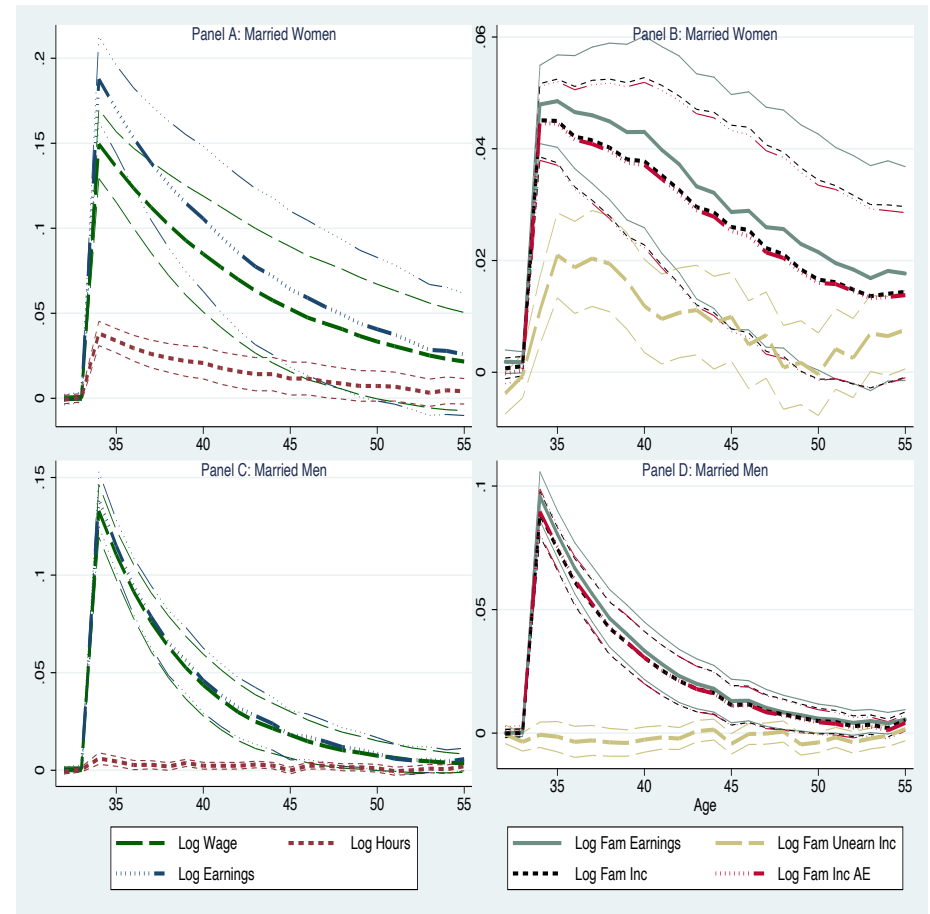 Panel A: Married Women
.2
.15
.1
.05
0
35 40 45 50 55
Panel B: Married Women
.06
.04
.02
0
35 40 45 50 55
Panel C: Married Men
.15
.1
.05
0
35 40 45 50 55
Panel D: Married Men
.1
.05
0
35 40 45 50 55
Age
Log Wage Log Hours
Log Earnings
Log Fam Earnings Log Fam Unearn Inc
Log Fam Inc Log Fam Inc AE